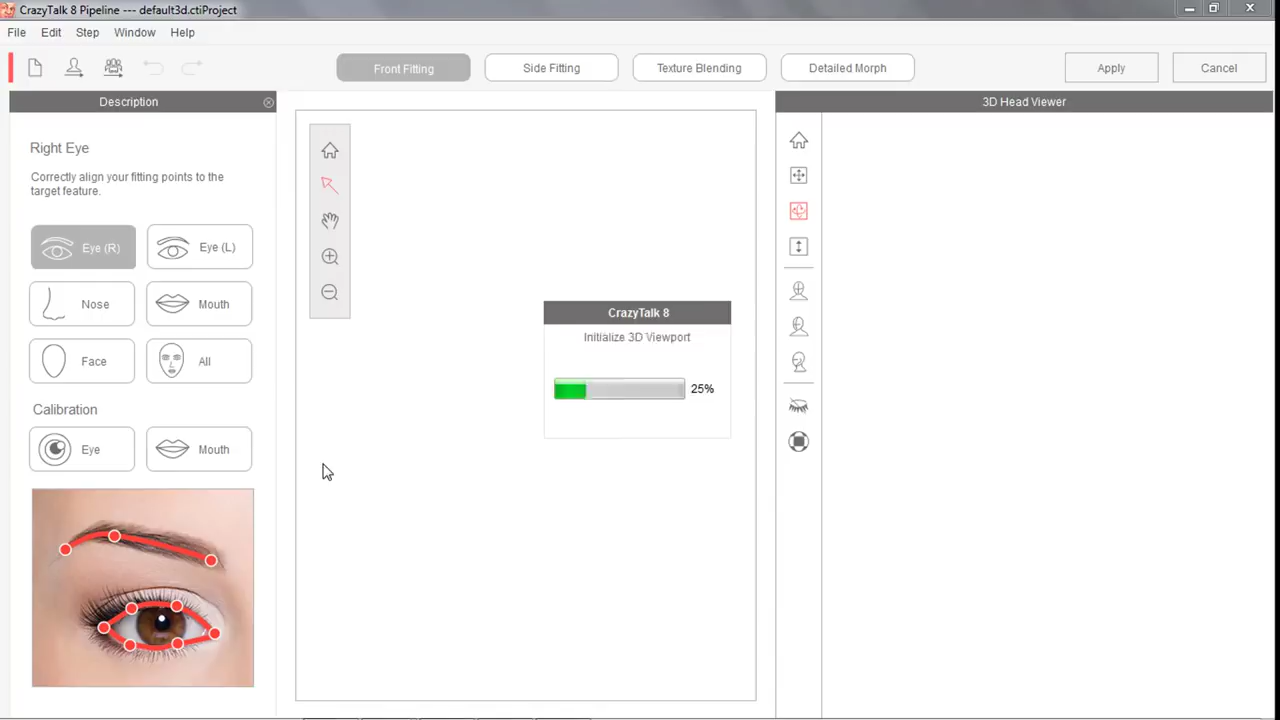 CrazyTalk 8 Pipeline --- default3d.ctiProject
File Edit Step Window Help
Front Fitting Side Fitting Texture Blending Detailed Morph Apply Cancel
Description
Right Eye
Correctly align your fitting points to the
target feature.
Eye (R) Eye (L)
Nose Mouth
Face All
Calibration
Eye Mouth
CrazyTalk 8
Initialize 3D Viewport
25%
3D Head Viewer